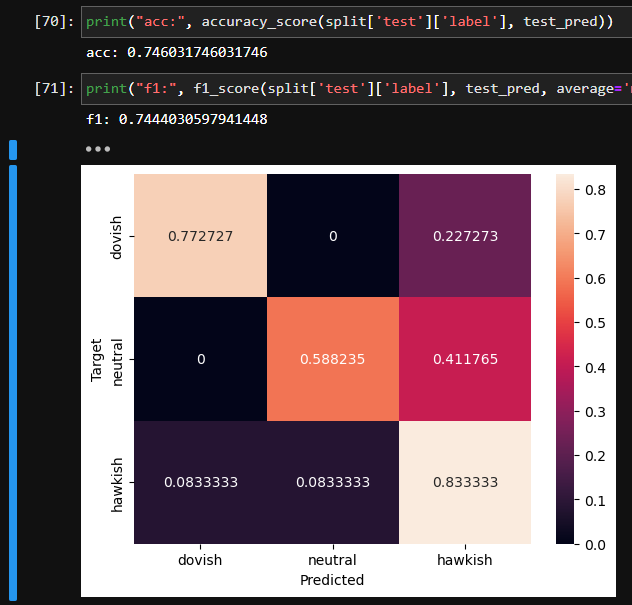 [70]: print("acc:", accuracy_score(split['test']['label'], test_pred))
acc: 0.746031746031746
[71]: print("f1:", f1_score(split['test']['label'], test_pred, average='
f1: 0.7444030597941448
Target
dovish
0.772727 0 0.227273
neutral
0 0.588235 0.411765
hawkish
0.0833333 0.0833333 0.833333
dovish neutral hawkish
Predicted
0.8
0.7
0.6
0.5
0.4
0.3
0.2
0.1
0.0